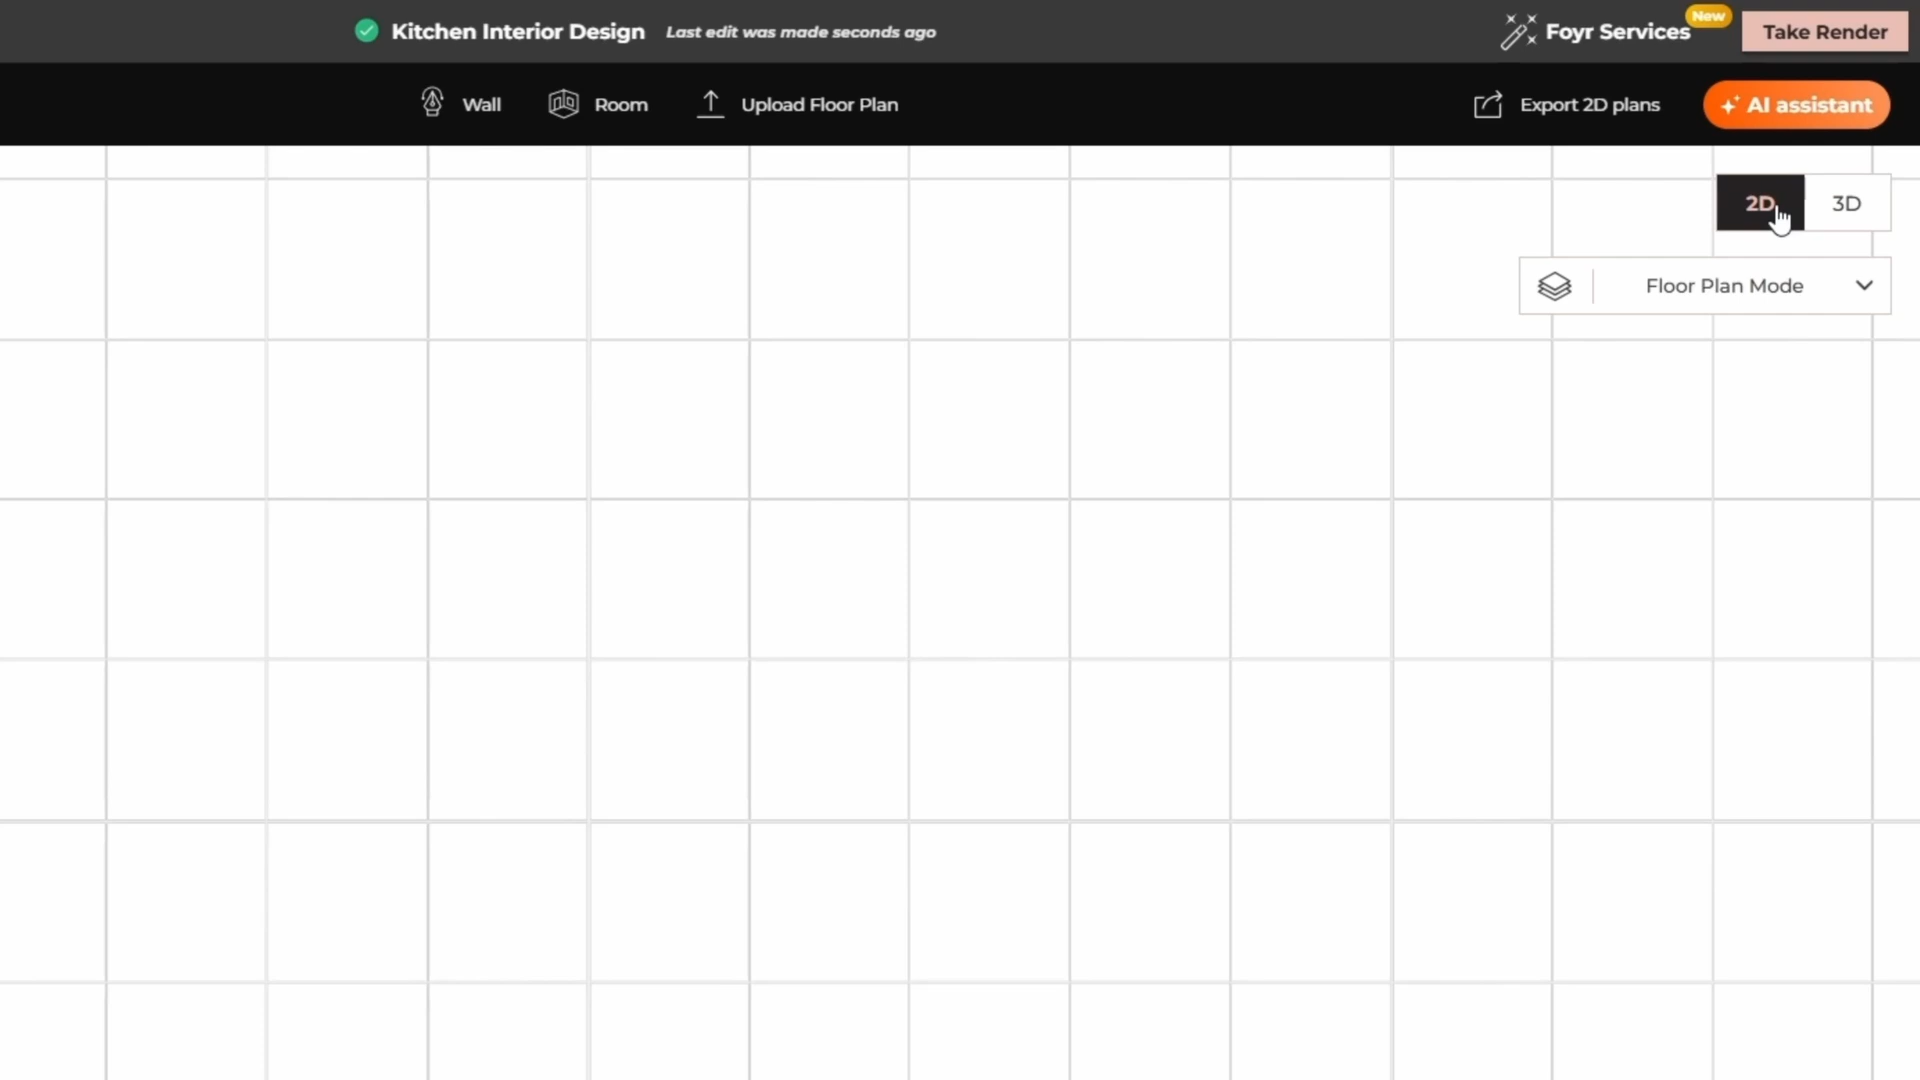 Kitchen Interior Design Last edit was made seconds ago Foyr Services New Take Render
Wall Room Upload Floor Plan Export 2D plans AI assistant
2D 3D
Floor Plan Mode